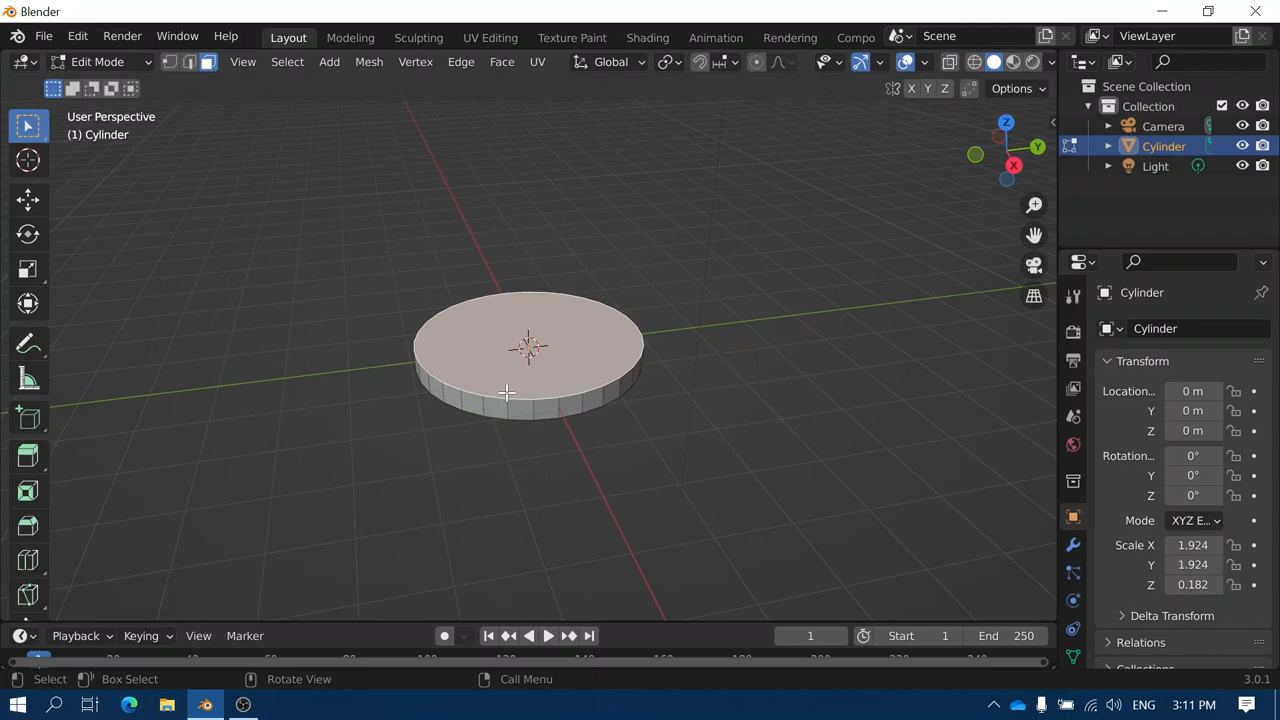 Blender
File Edit Render Window Help Layout Modeling Sculpting UV Editing Texture Paint Shading Animation Rendering Compo Scene ViewLayer
Edit Mode View Select Add Mesh Vertex Edge Face UV Global
X Y Z Options
User Perspective
(1) Cylinder
Z
Y
X
Scene Collection
Collection
Camera
Cylinder
Light
Cylinder
Cylinder
Transform
Location... 0 m
Y 0 m
Z 0 m
Rotation... 0°
Y 0°
Z 0°
Mode XYZ E...
Scale X 1.924
Y 1.924
Z 0.182
Delta Transform
Relations
Playback Keying View Marker 1 Start 1 End 250
Select Box Select Rotate View Call Menu 3.0.1
ENG 3:11 PM